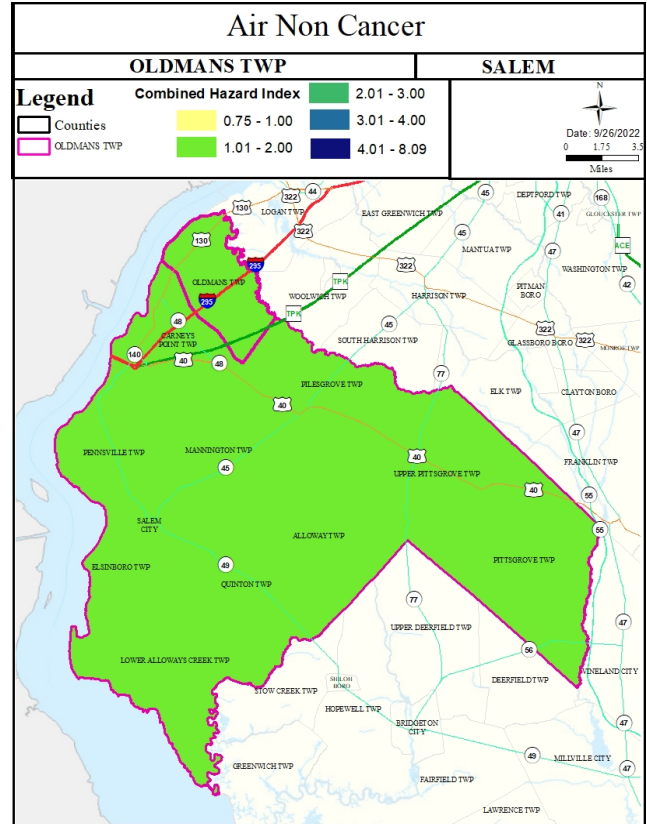 Air Non Cancer
OLDMANS TWP
SALEM
Legend
Counties
OLDMANS TWP
Combined Hazard Index
0.75 - 1.00
1.01 - 2.00
2.01 - 3.00
3.01 - 4.00
4.01 - 8.09
N
Date: 9/26/2022
0 1.75 3.5
Miles
322
44
45
DEPTFORD TWP
168
130
LOGAN TWP
EAST GREENWICH TWP
41
GLOUCESTER TWP
322
130
45
MANTUA TWP
47
ACE
295
322
WASHINGTON TWP
OLDMANS TWP
TPK
42
295
WOOLWICH TWP
HARRISON TWP
PITMAN
BORO
TPK
48
45
322
CARNEYS
POINT TWP
SOUTH HARRISON TWP
GLASSBORO BORO
322
MONROE TWP
140
40
48
77
PILESGROVE TWP
ELK TWP
CLAYTON BORO
40
47
PENNSVILLE TWP
MANNINGTON TWP
40
FRANKLIN TWP
45
UPPER PITTSGROVE TWP
40
55
SALEM
CITY
55
ALLOWAY TWP
PITTSGROVE TWP
ELSINBORO TWP
49
QUINTON TWP
77
UPPER DEERFIELD TWP
47
56
LOWER ALLOWAYS CREEK TWP
VINELAND CITY
SHILOH
BORO
DEERFIELD TWP
STOW CREEK TWP
HOPEWELL TWP
BRIDGETON
CITY
47
49
MILLVILLE CITY
GREENWICH TWP
47
FAIRFIELD TWP
LAWRENCE TWP